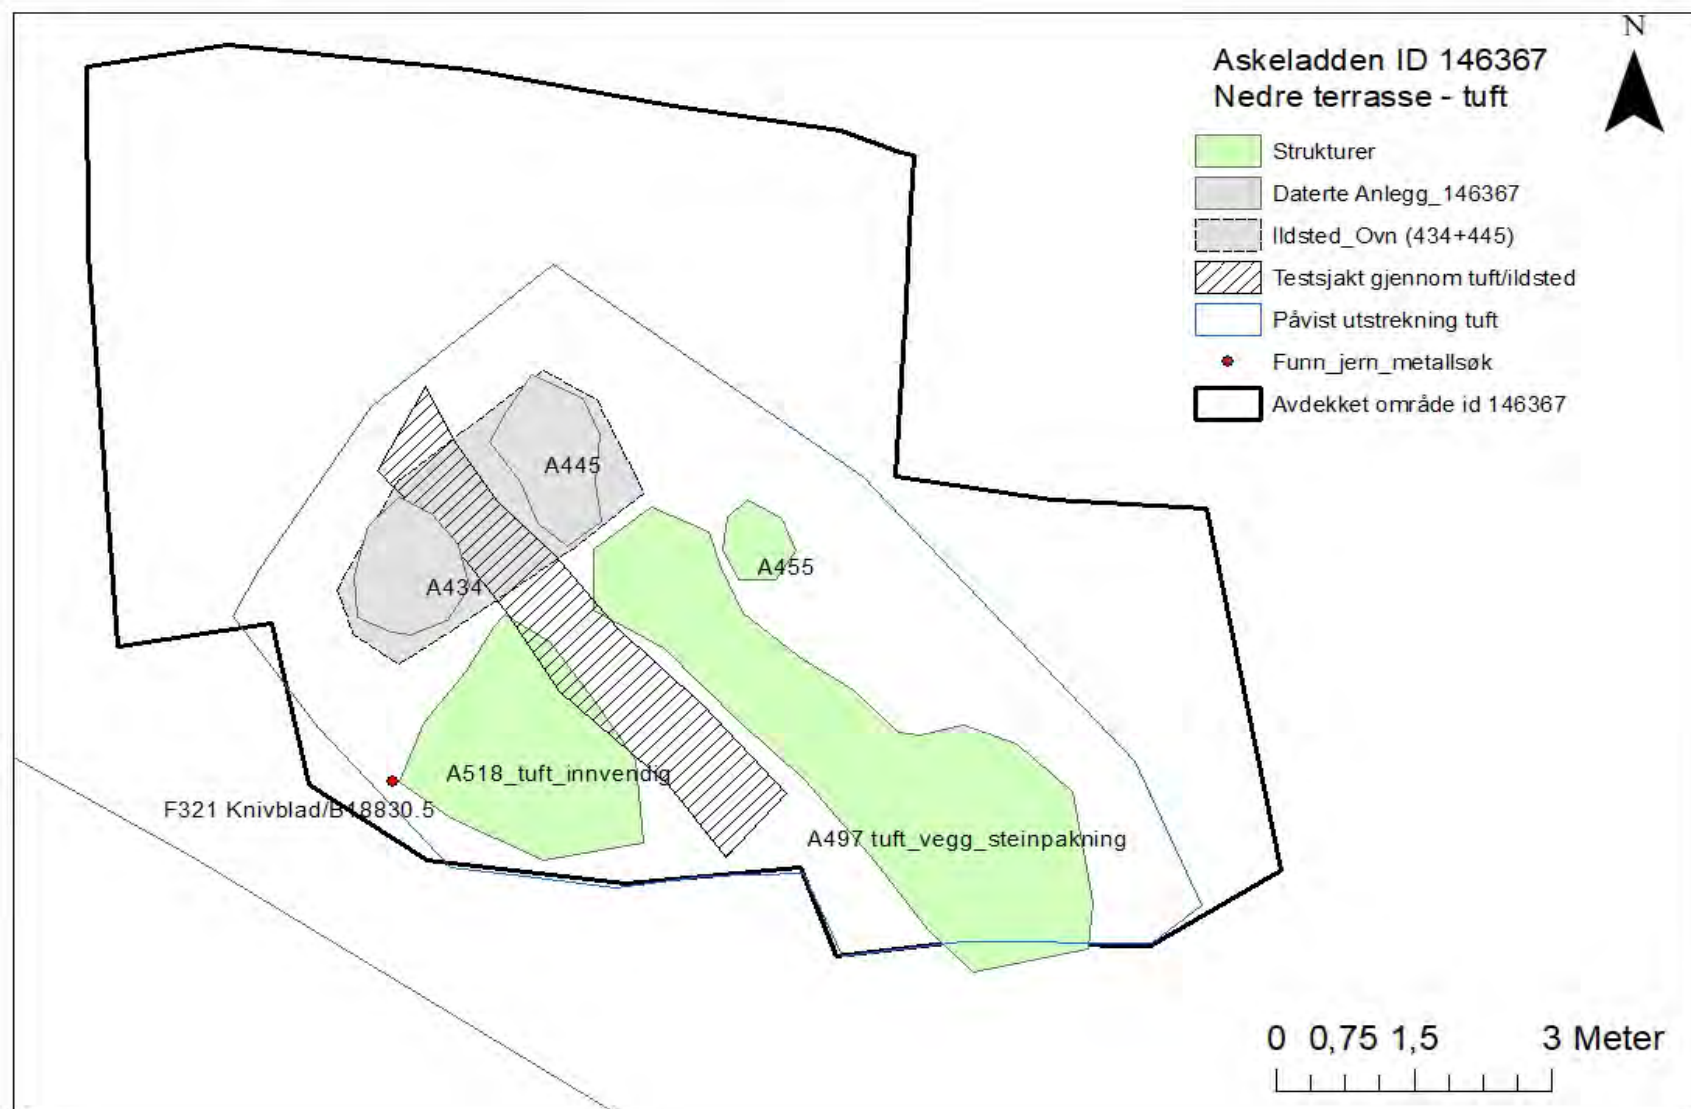 N
Askeladden ID 146367
Nedre terrasse - tuft
Strukturer
Daterte Anlegg_146367
Ildsted_Ovn (434+445)
Testsjakt gjennom tuft/ildsted
Påvist utstrekning tuft
Funn_jern_metallsøk
Avdekket område id 146367
A445
A455
A434
A518_tuft_innvendig
F321 Knivblad/B18830.5
A497 tuft_vegg_steinpakning
0 0,75 1,5 3 Meter